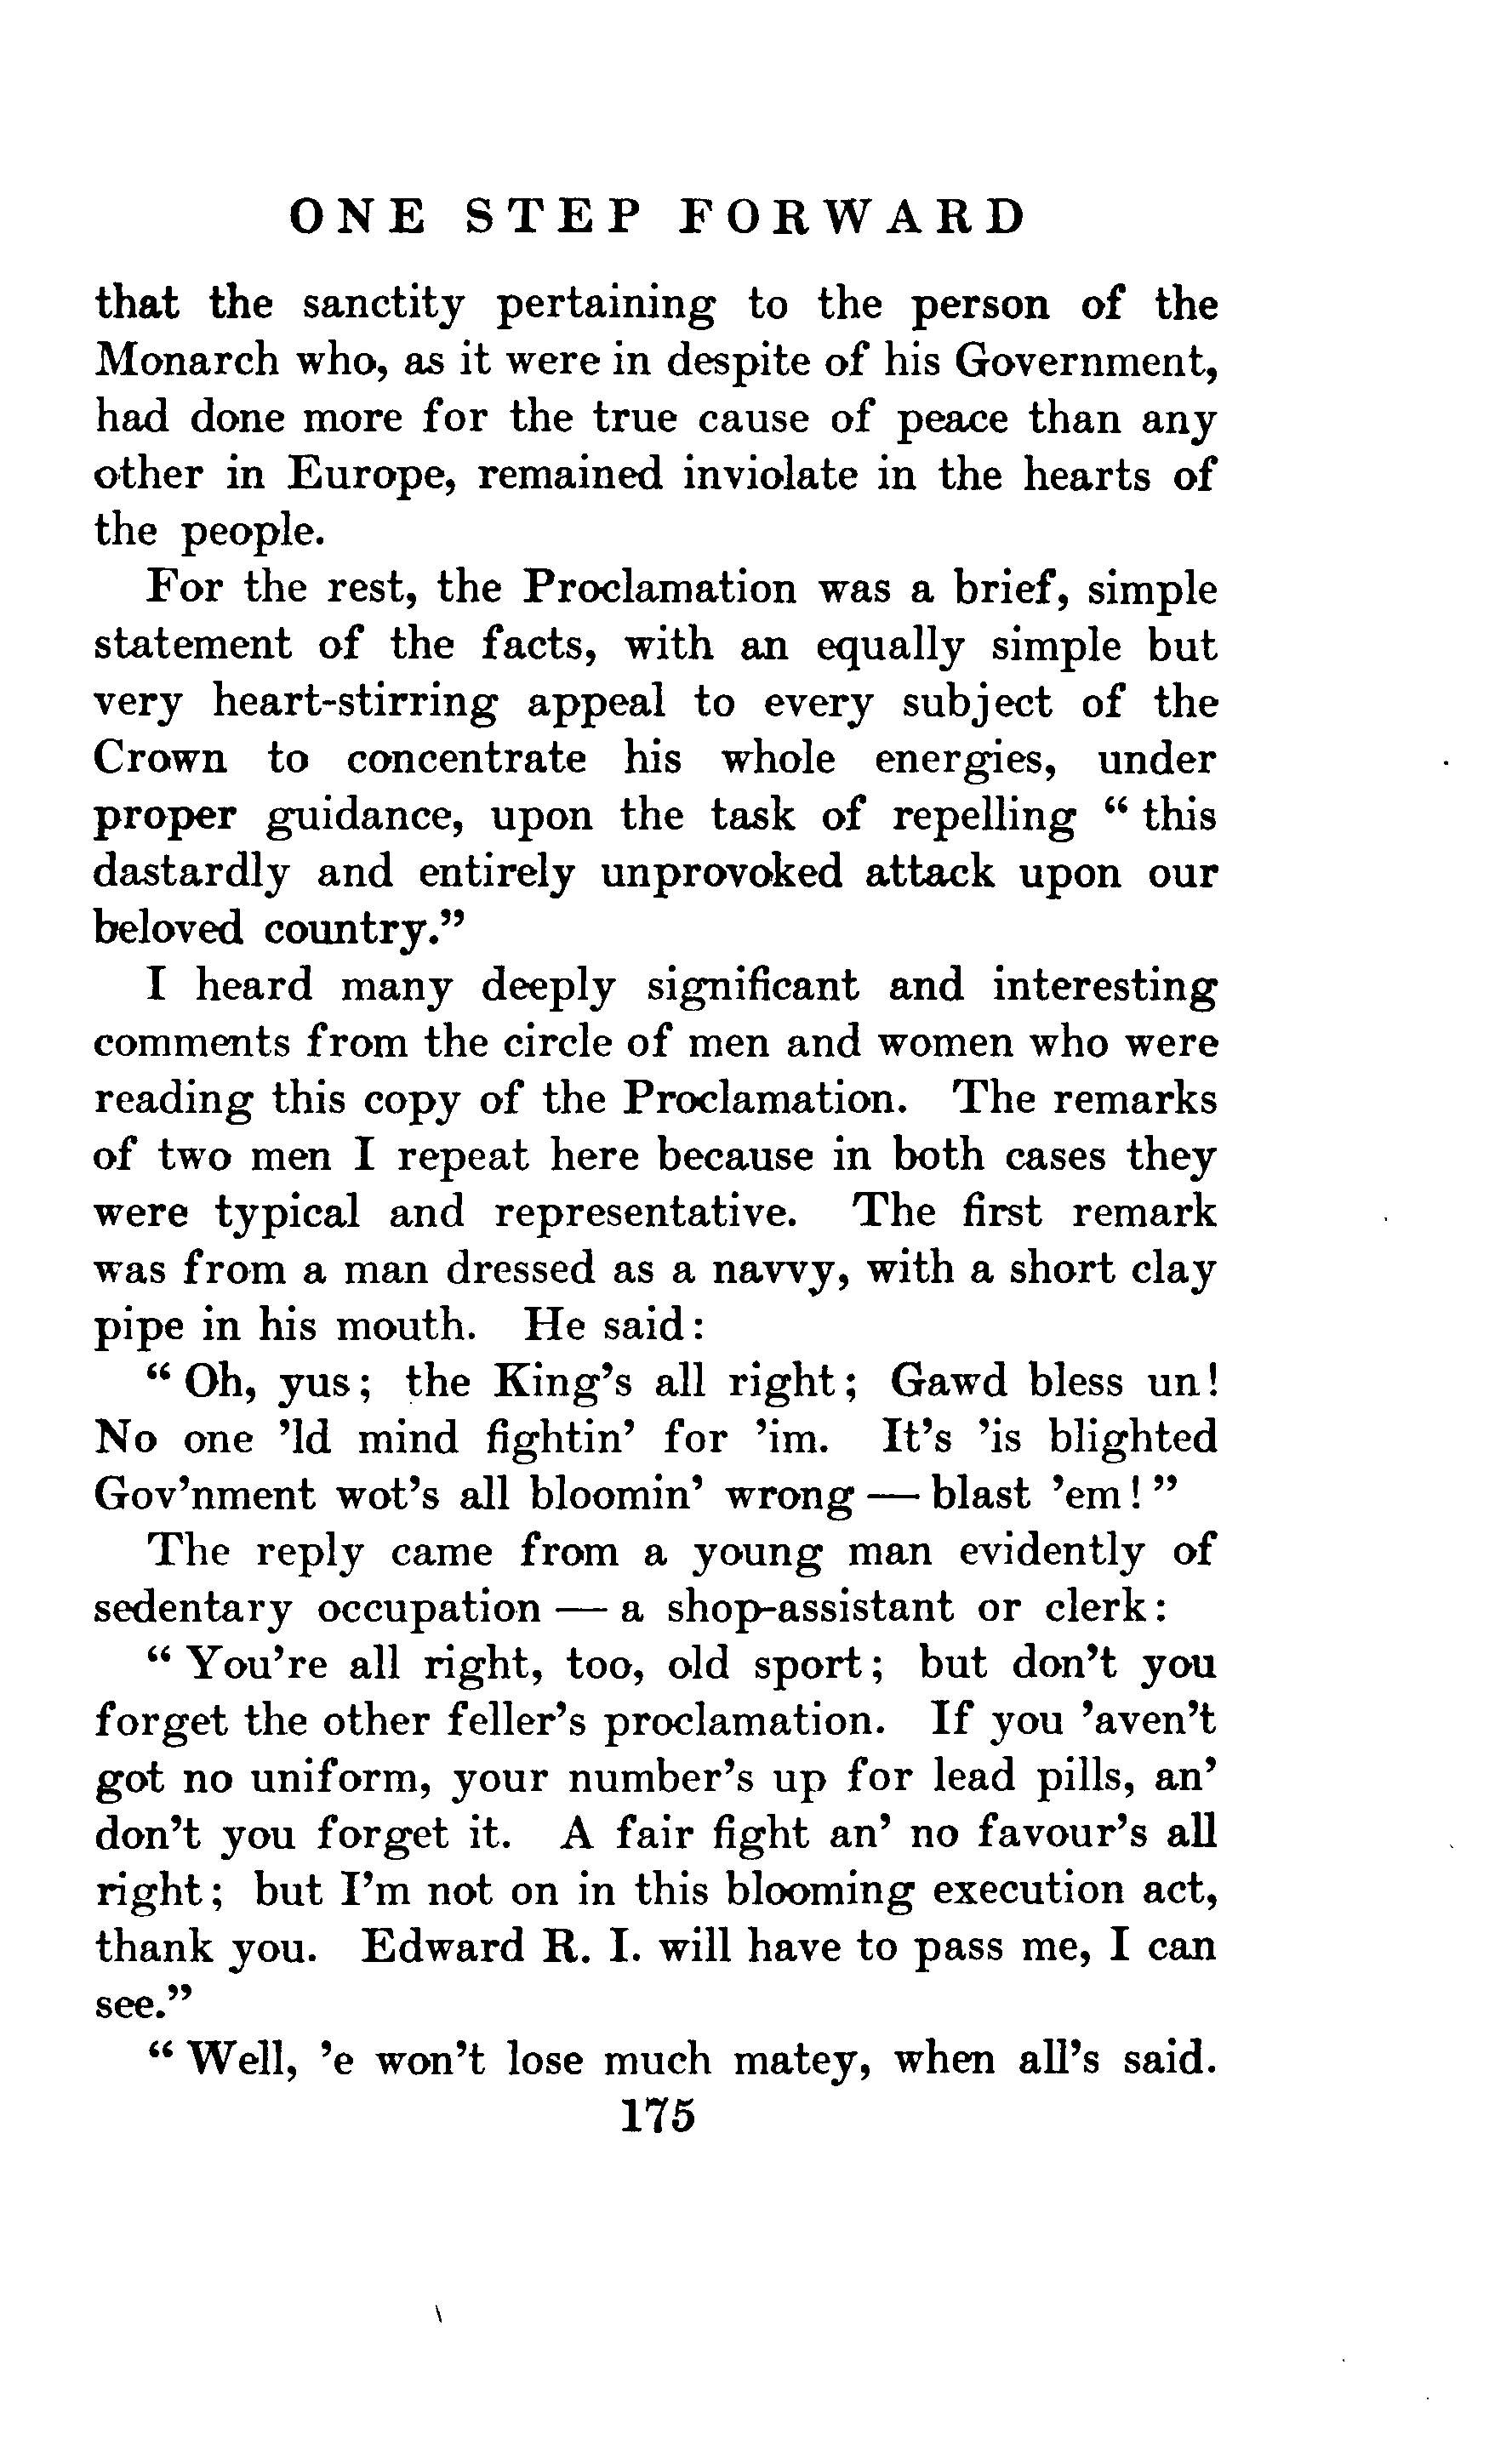 ONE STEP FORWARD
that the sanctity pertaining to the person of the
Monarch who, as it were in despite of his Government,
had done more for the true cause of peace than any
other in Europe, remained inviolate in the hearts of
the people.
For the rest, the Proclamation was a brief, simple
statement of the facts, with an equally simple but
very heart-stirring appeal to every subject of the
Crown to concentrate his whole energies, under
proper guidance, upon the task of repelling “ this
dastardly and entirely unprovoked attack upon our
beloved country.”
I heard many deeply significant and interesting
comments from the circle of men and women who were
reading this copy of the Proclamation. The remarks
of two men I repeat here because in both cases they
were typical and representative. The first remark
was from a man dressed as a navvy, with a short clay
pipe in his mouth. He said:
“ Oh, yus; the King’s all right; Gawd bless un!
No one ’ld mind fightin’ for ’im. It’s ’is blighted
Gov’nment wot’s all bloomin’ wrong — blast ’em! ”
The reply came from a young man evidently of
sedentary occupation — a shop-assistant or clerk:
“ You’re all right, too, old sport; but don’t you
forget the other feller’s proclamation. If you ’aven’t
got no uniform, your number’s up for lead pills, an’
don’t you forget it. A fair fight an’ no favour’s all
right; but I’m not on in this blooming execution act,
thank you. Edward R. I. will have to pass me, I can
see.”
“ Well, ’e won’t lose much matey, when all’s said.
175